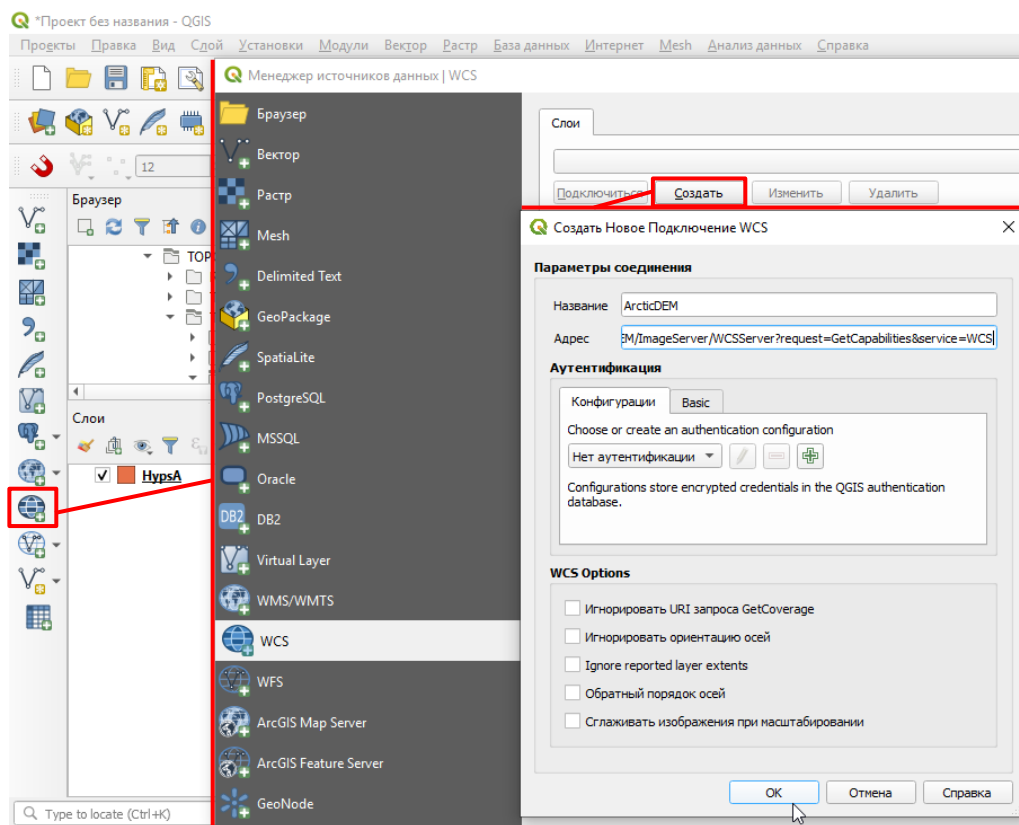 *Проект без названия - QGIS
Проекты Правка Вид Слой Установки Модули Вектор Растр База данных Интернет Mesh Анализ данных Справка
Менеджер источников данных | WCS
12
Браузер
TOP
Слои
HypsA
Type to locate (Ctrl+K)
Браузер
Вектор
Растр
Mesh
Delimited Text
GeoPackage
SpatiaLite
PostgreSQL
MSSQL
Oracle
DB2
DB2
Virtual Layer
WMS/WMTS
WCS
WFS
ArcGIS Map Server
ArcGIS Feature Server
GeoNode
Слои
Подключиться Создать Изменить Удалить
Создать Новое Подключение WCS
Параметры соединения
Название ArcticDEM
Адрес EM/ImageServer/WCSServer?request=GetCapabilities&service=WCS
Аутентификация
Конфигурации Basic
Choose or create an authentication configuration
Нет аутентификации
Configurations store encrypted credentials in the QGIS authentication
database.
WCS Options
Игнорировать URI запроса GetCoverage
Игнорировать ориентацию осей
Ignore reported layer extents
Обратный порядок осей
Сглаживать изображения при масштабировании
OK Отмена Справка